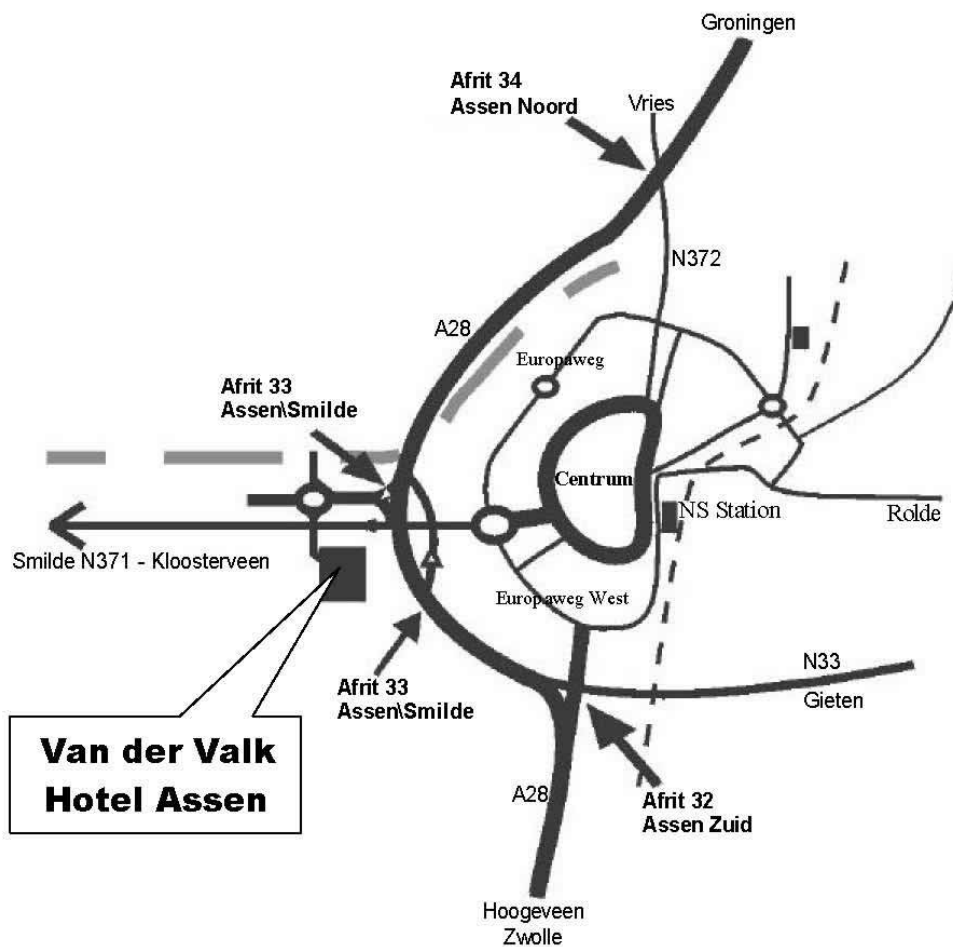 Groningen
Afrit 34
Assen Noord
Vries
N372
A28
Europaweg
Afrit 33
Assen\Smilde
Centrum
NS Station
Rolde
Smilde N371 - Kloosterveen
Europaweg West
N33
Gieten
Afrit 33
Assen\Smilde
Van der Valk
Hotel Assen
A28
Afrit 32
Assen Zuid
Hoogeveen
Zwolle